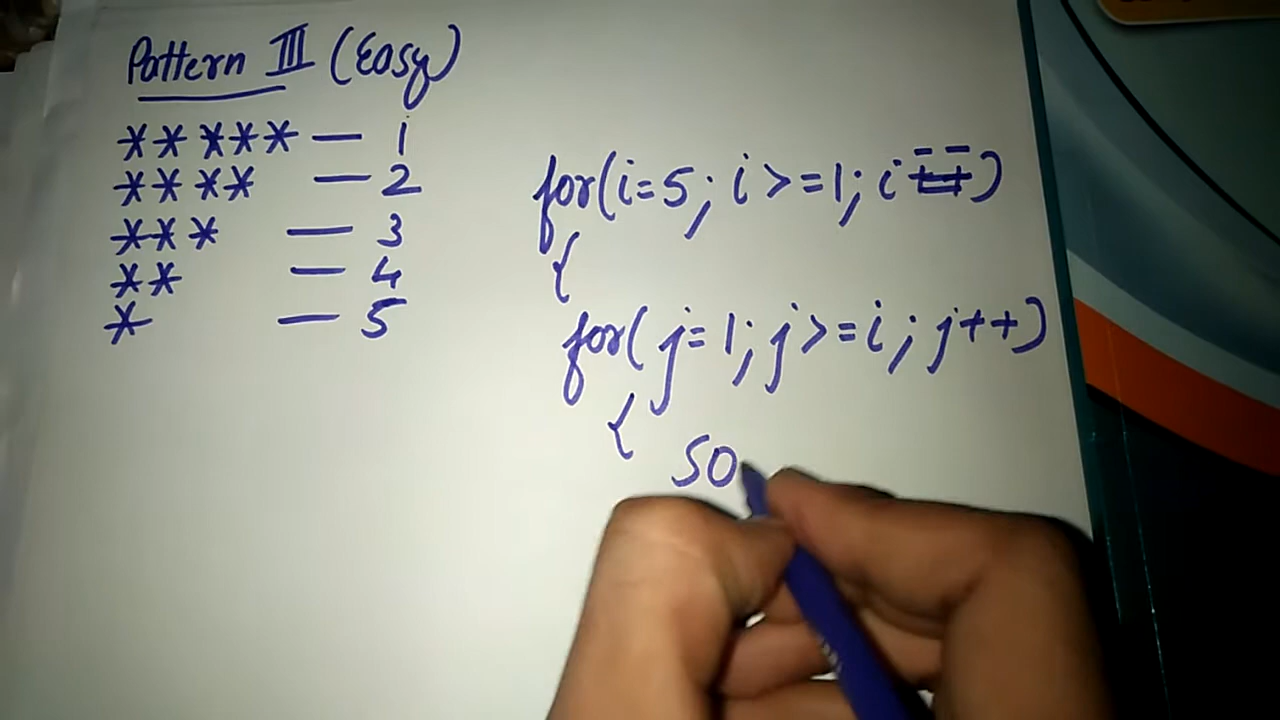 Pattern III (Easy)
***** — 1
**** — 2
*** — 3
** — 4
* — 5
for(i=5; i>=1; i--)
{
for(j=1; j>=i; j++)
{
SO